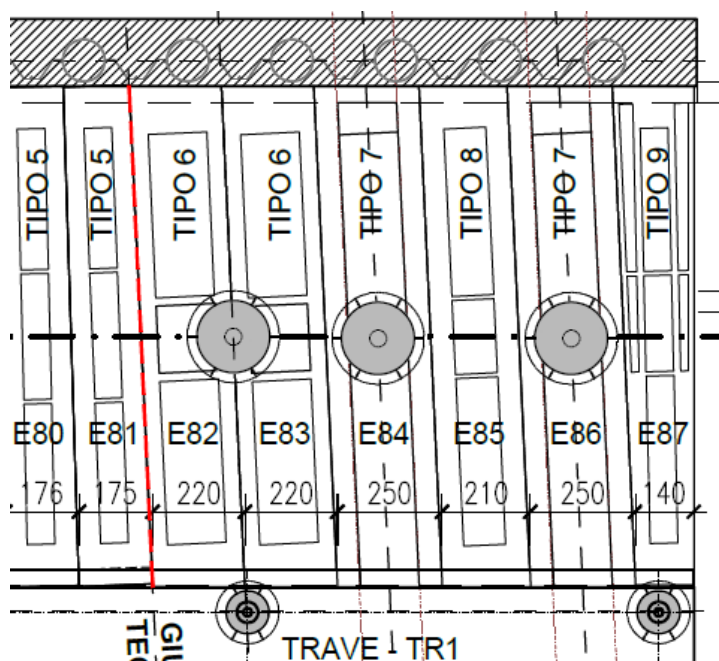 TIPO 5
TIPO 5
TIPO 6
TIPO 6
TIPO 7
TIPO 8
TIPO 7
TIPO 9
E80 E81 E82 E83 E84 E85 E86 E87
176 175 220 220 250 210 250 140
TRAVE - TR1